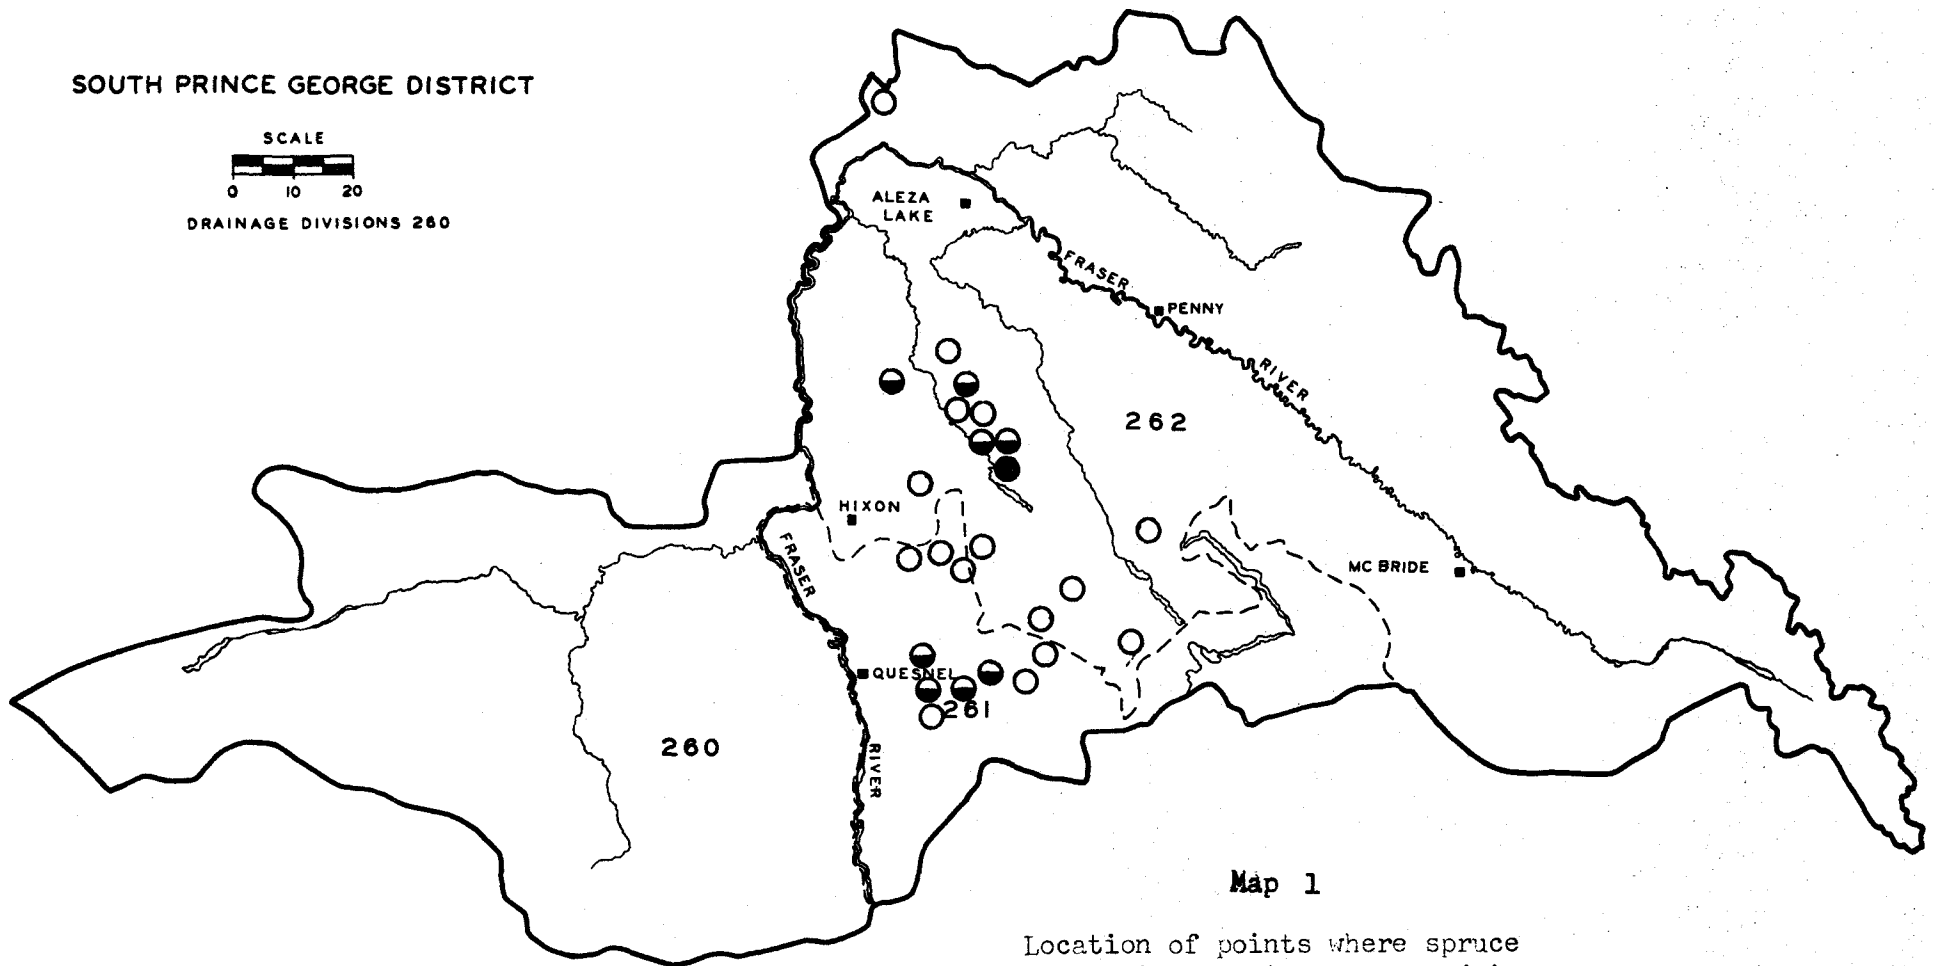 SOUTH PRINCE GEORGE DISTRICT
SCALE
0 10 20
DRAINAGE DIVISIONS 260
ALEZA
LAKE
FRASER
PENNY
RIVER
262
HIXON
FRASER
MC BRIDE
QUESNEL
261
260
RIVER
Map 1
Location of points where spruce